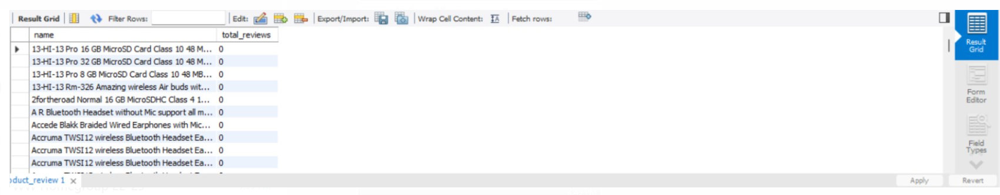 Result Grid Filter Rows: Edit: Export/Import: Wrap Cell Content: Fetch rows:
name total_reviews
13-HI-13 Pro 16 GB MicroSD Card Class 10 48 M... 0
13-HI-13 Pro 32 GB MicroSD Card Class 10 48 M... 0
13-HI-13 Pro 8 GB MicroSD Card Class 10 48 MB... 0
13-HI-13 Rm-326 Amazing wireless Air buds wit... 0
2fortheroad Normal 16 GB MicroSDHC Class 4 1... 0
A R Bluetooth Headset without Mic support all m... 0
Accede Blakk Braided Wired Earphones with Mic... 0
Accruma TWSI12 wireless Bluetooth Headset Ea... 0
Accruma TWSI12 wireless Bluetooth Headset Ea... 0
Accruma TWSI12 wireless Bluetooth Headset Ea... 0
Result
Grid
Form
Editor
Field
Types
oduct_review 1
Apply Revert